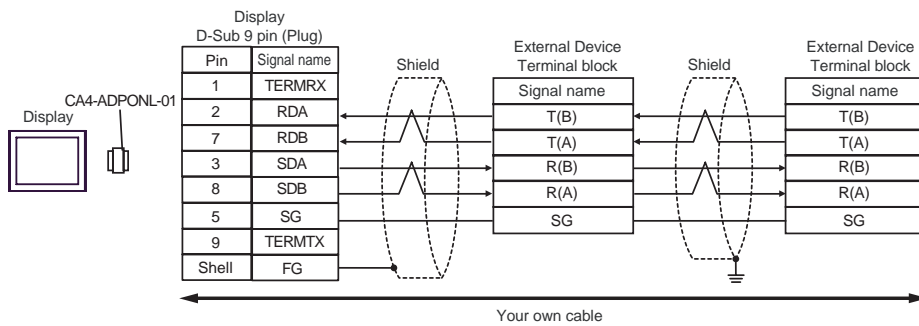 Display
D-Sub 9 pin (Plug)
Pin Signal name
1 TERMRX
2 RDA
7 RDB
3 SDA
8 SDB
5 SG
9 TERMTX
Shell FG
CA4-ADPONL-01
Display
Shield
External Device
Terminal block
Signal name
T(B)
T(A)
R(B)
R(A)
SG
Shield
External Device
Terminal block
Signal name
T(B)
T(A)
R(B)
R(A)
SG
Your own cable